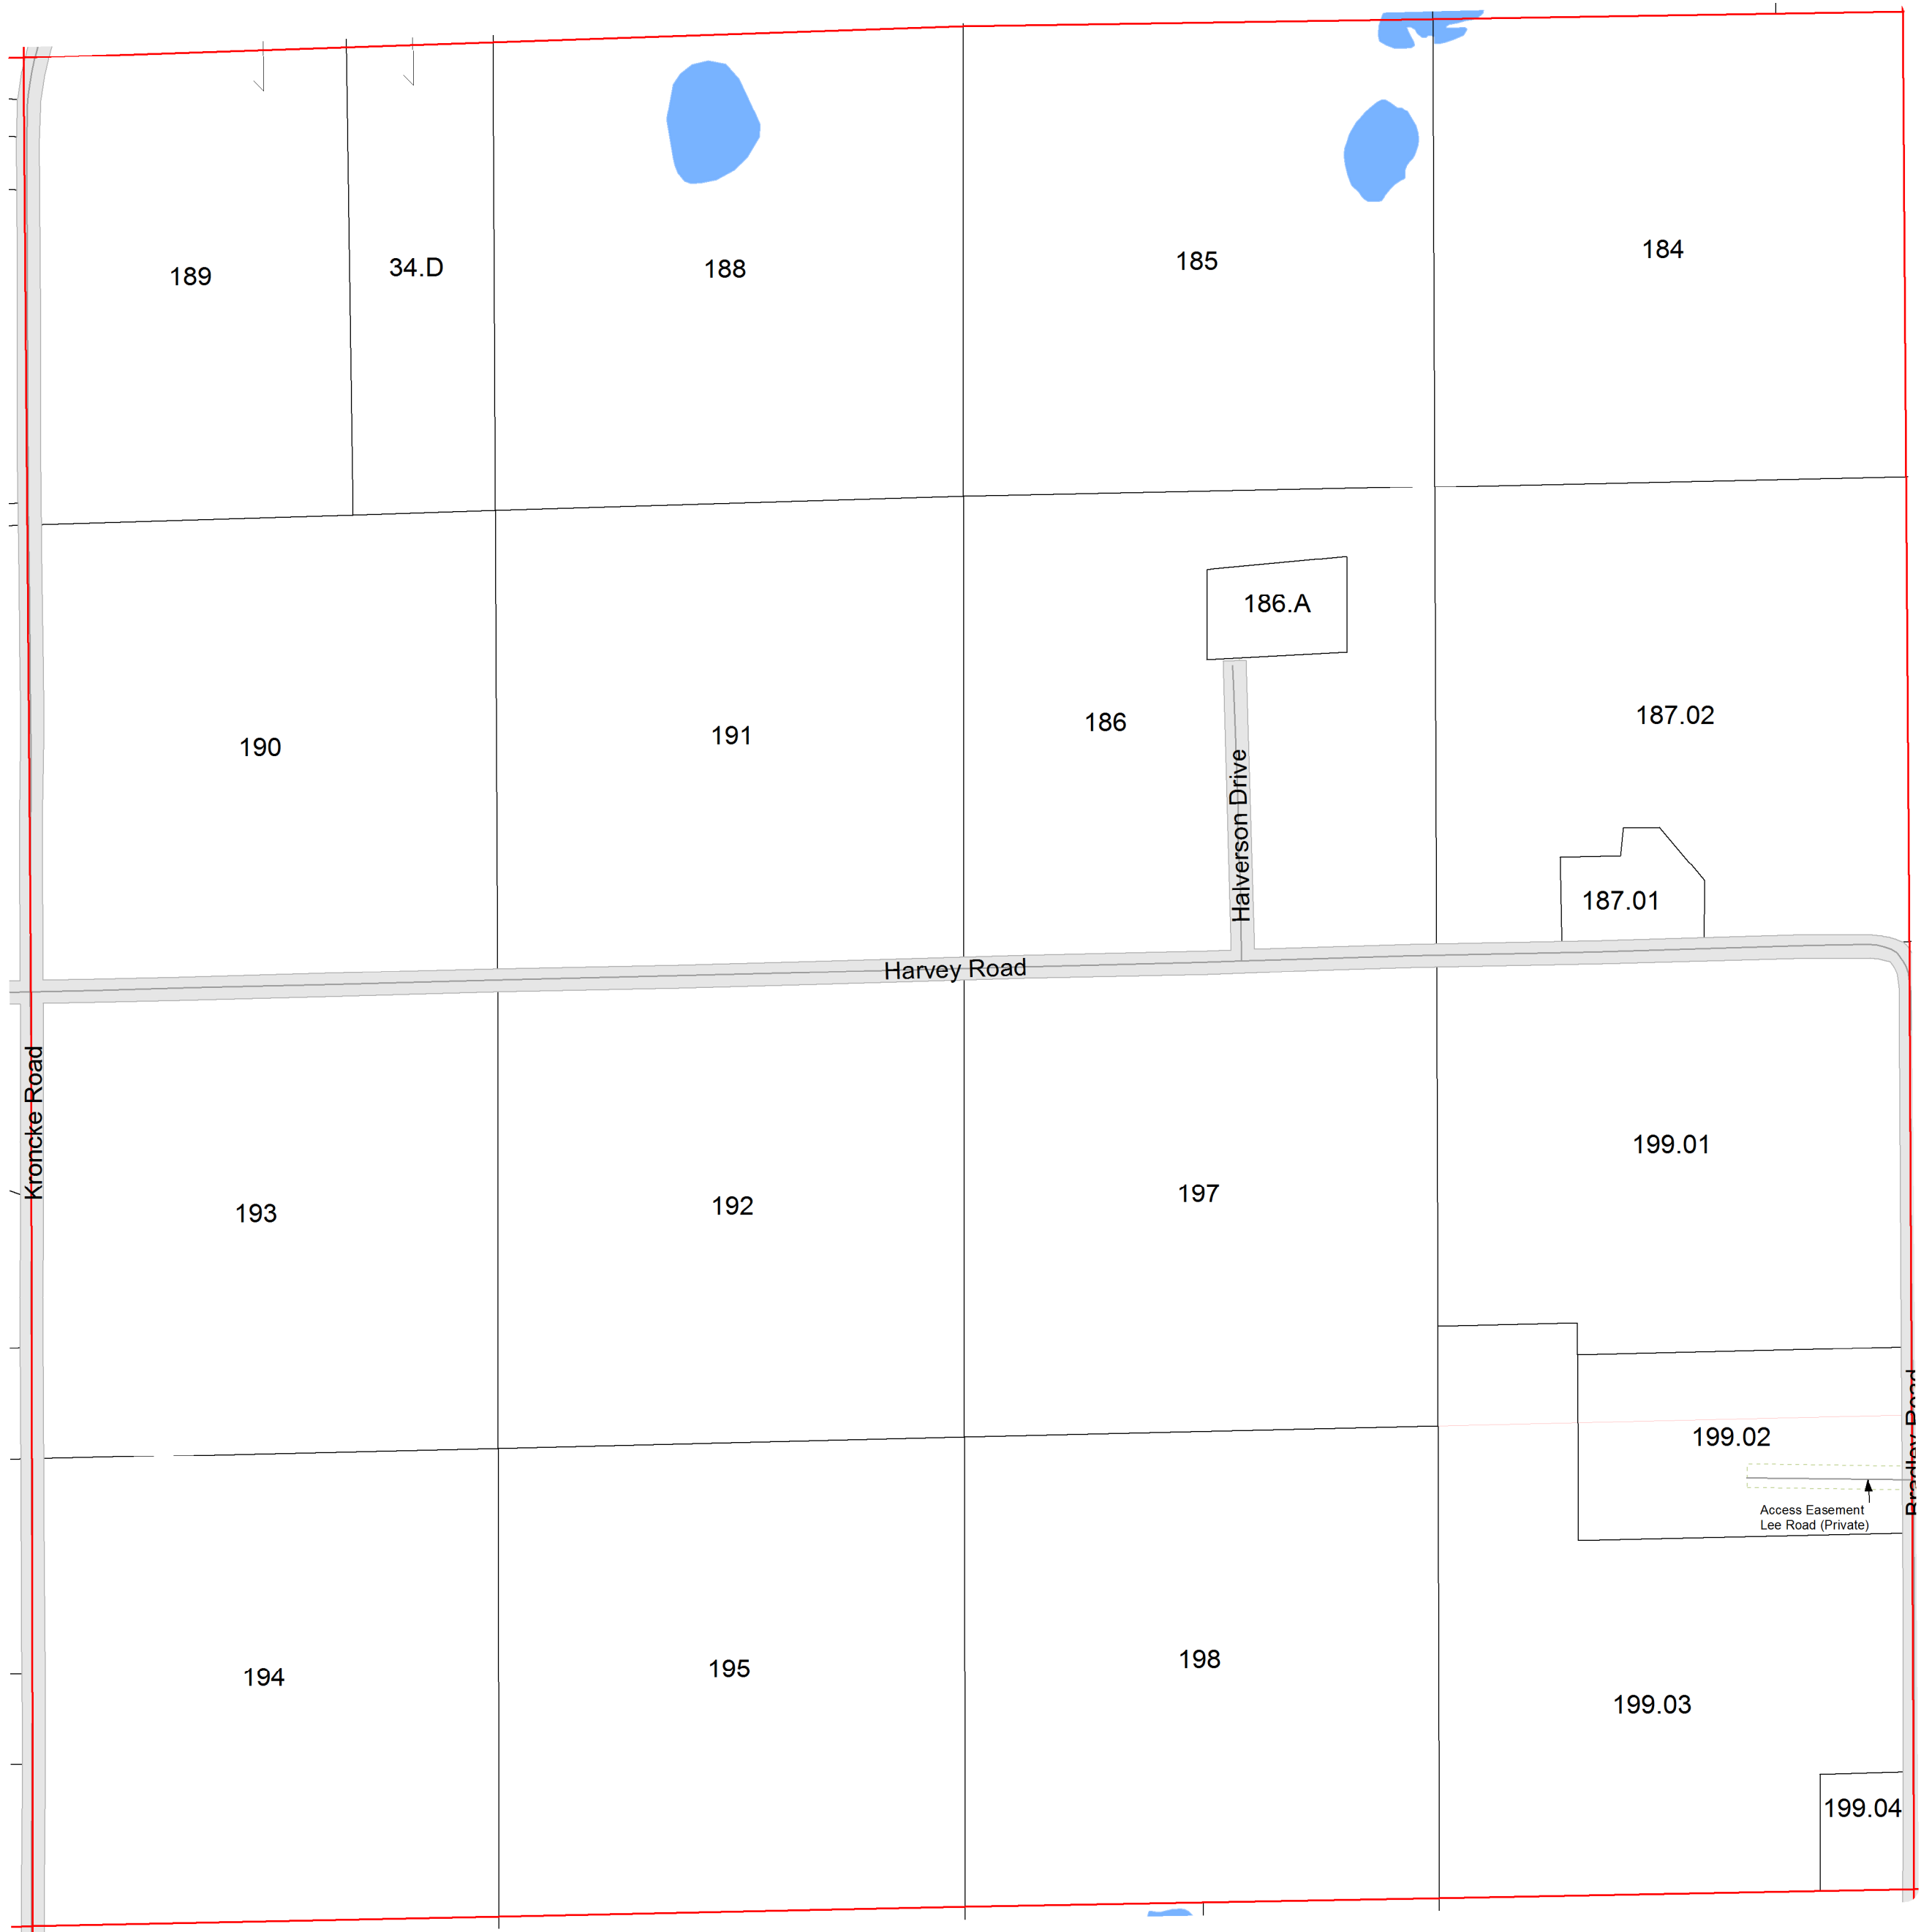 184
185
34.D
188
189
186.A
187.02
186
191
190
Halverson Drive
187.01
Harvey Road
Kroncke Road
199.01
197
192
193
Bradley Road
199.02
Access Easement
Lee Road (Private)
198
195
194
199.03
199.04